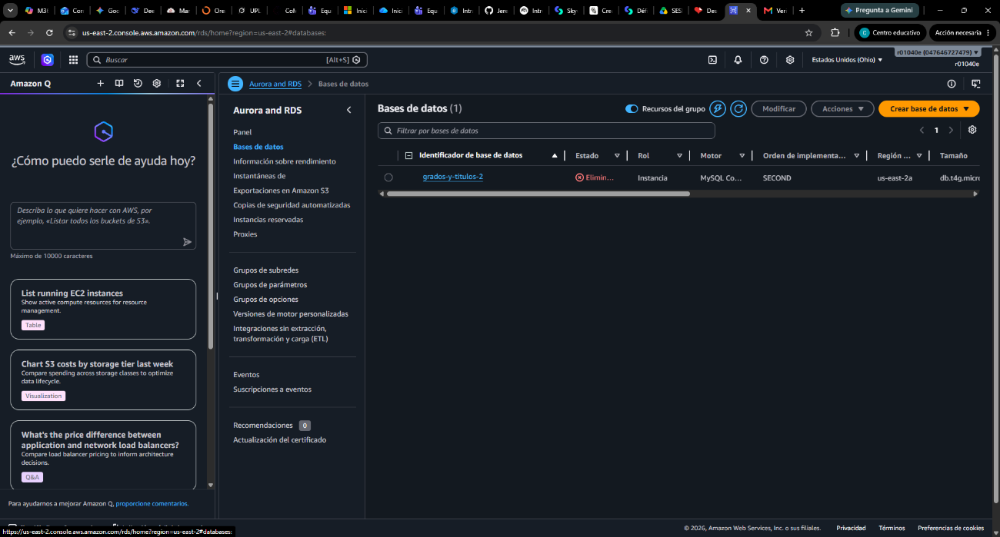 M3(
Cor
Goc
Dee
Mar
Ore
UPL
CoN
Equ
Inic
Inic
Equ
Intr
Jere
Intr
Sky
Cre
Défi
SES
Des
Ver
Pregunta a Gemini
us-east-2.console.aws.amazon.com/rds/home?region=us-east-2#databases:
Centro educativo
Acción necesaria
aws
Buscar
[Alt+S]
Estados Unidos (Ohio)
r01040e (047646727479)
r01040e
Amazon Q
Aurora and RDS
Bases de datos
¿Cómo puedo serle de ayuda hoy?
Describa lo que quiere hacer con AWS, por
ejemplo, «Listar todos los buckets de S3».
Máximo de 10000 caracteres
List running EC2 instances
Show active compute resources for resource
management.
Table
Chart S3 costs by storage tier last week
Compare spending across storage classes to optimize
data lifecycle.
Visualization
What's the price difference between
application and network load balancers?
Compare load balancer pricing to inform architecture
decisions.
Q&A
Para ayudarnos a mejorar Amazon Q, proporcione comentarios.
Aurora and RDS
Panel
Bases de datos
Información sobre rendimiento
Instantáneas de
Exportaciones en Amazon S3
Copias de seguridad automatizadas
Instancias reservadas
Proxies
Grupos de subredes
Grupos de parámetros
Grupos de opciones
Versiones de motor personalizadas
Integraciones sin extracción,
transformación y carga (ETL)
Eventos
Suscripciones a eventos
Recomendaciones 0
Actualización del certificado
Bases de datos (1)
Recursos del grupo
Modificar
Acciones
Crear base de datos
Filtrar por bases de datos
1
Identificador de base de datos
Estado
Rol
Motor
Orden de implementa...
Región ...
Tamaño
grados-y-titulos-2
Elimin...
Instancia
MySQL Co...
SECOND
us-east-2a
db.t4g.micr
https://us-east-2.console.aws.amazon.com/rds/home?region=us-east-2#databases:
© 2026, Amazon Web Services, Inc. o sus filiales.
Privacidad
Términos
Preferencias de cookies